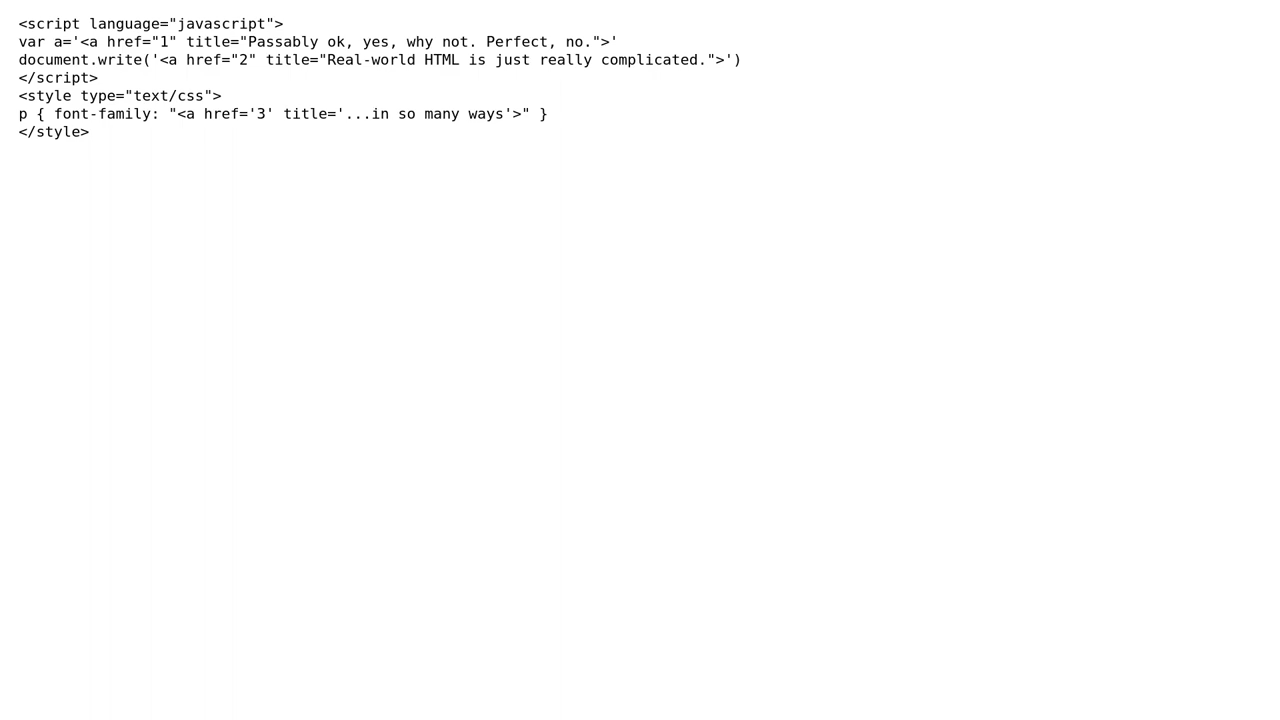 <script language="javascript">
var a='<a href="1" title="Passably ok, yes, why not. Perfect, no.">'
document.write('<a href="2" title="Real-world HTML is just really complicated.">')
</script>
<style type="text/css">
p { font-family: "<a href='3' title='...in so many ways'>" }
</style>